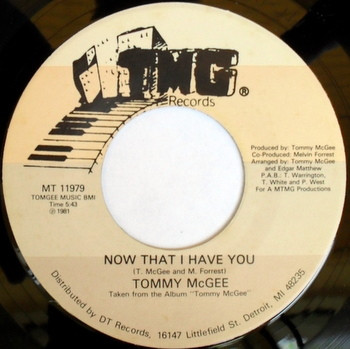 TMG®
Records
MT 11979
TOMGEE MUSIC BMI
Time 5:43
℗ 1981
Produced by: Tommy McGee
Co-Produced: Melvin Forrest
Arranged by: Tommy McGee
and Edgar Matthew
P.A.B.: T. Warrington,
T. White and P. West
For A MTMG Productions
NOW THAT I HAVE YOU
(T. McGee and M. Forrest)
TOMMY McGEE
Taken from the Album "Tommy McGee"
Distributed by DT Records, 16147 Littlefield St. Detroit, MI 48235